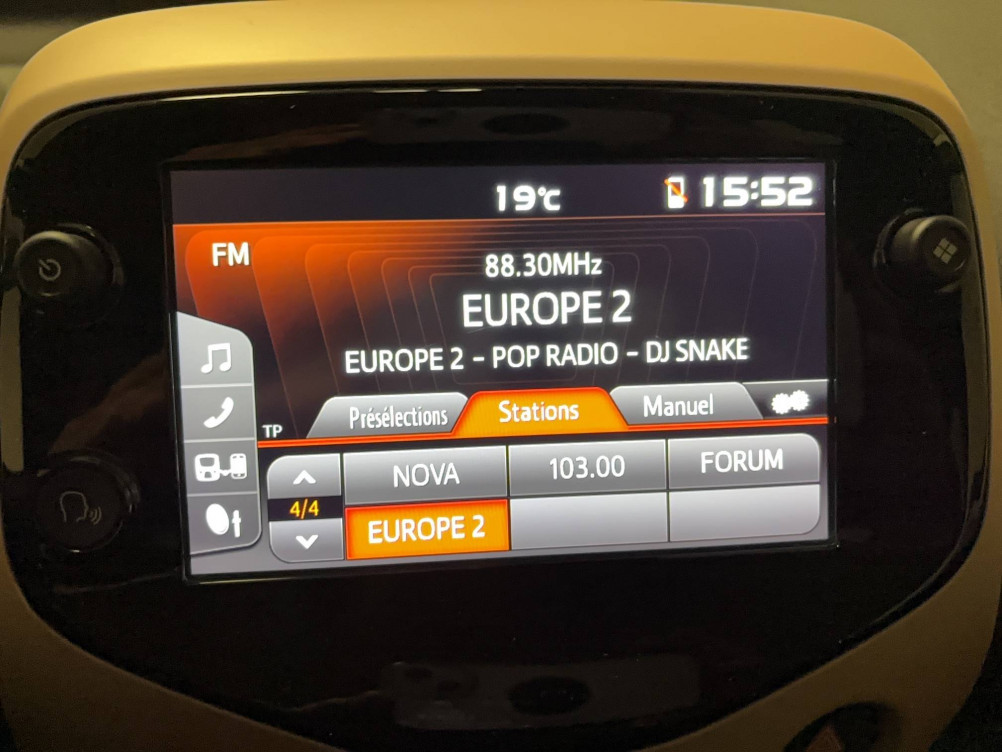 19°C 15:52
FM
88.30MHz
EUROPE 2
EUROPE 2 - POP RADIO - DJ SNAKE
TP Présélections Stations Manuel
NOVA 103.00 FORUM
4/4
EUROPE 2